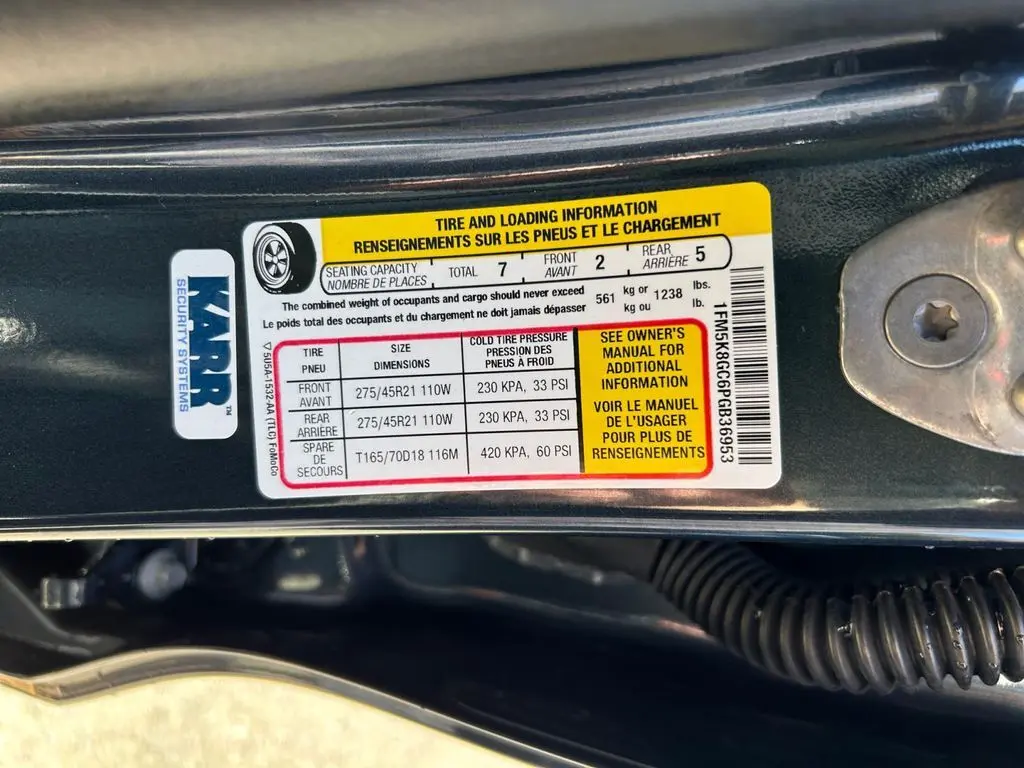 TIRE AND LOADING INFORMATION
RENSEIGNEMENTS SUR LES PNEUS ET LE CHARGEMENT
SEATING CAPACITY
NOMBRE DE PLACES
TOTAL 7
FRONT
AVANT
2
REAR
ARRIÈRE
5
The combined weight of occupants and cargo should never exceed
Le poids total des occupants et du chargement ne doit jamais dépasser
561
kg or
kg ou
1238
lbs.
lb.
TIRE
PNEU
SIZE
DIMENSIONS
COLD TIRE PRESSURE
PRESSION DES
PNEUS À FROID
FRONT
AVANT
275/45R21 110W
230 KPA, 33 PSI
REAR
ARRIÈRE
275/45R21 110W
230 KPA, 33 PSI
SPARE
DE
SECOURS
T165/70D18 116M
420 KPA, 60 PSI
SEE OWNER'S
MANUAL FOR
ADDITIONAL
INFORMATION
VOIR LE MANUEL
DE L'USAGER
POUR PLUS DE
RENSEIGNEMENTS
1FM5K8GC6PGB36953
5U5A-1532-AA (TLC) FoMoCo
KARR™
SECURITY SYSTEMS